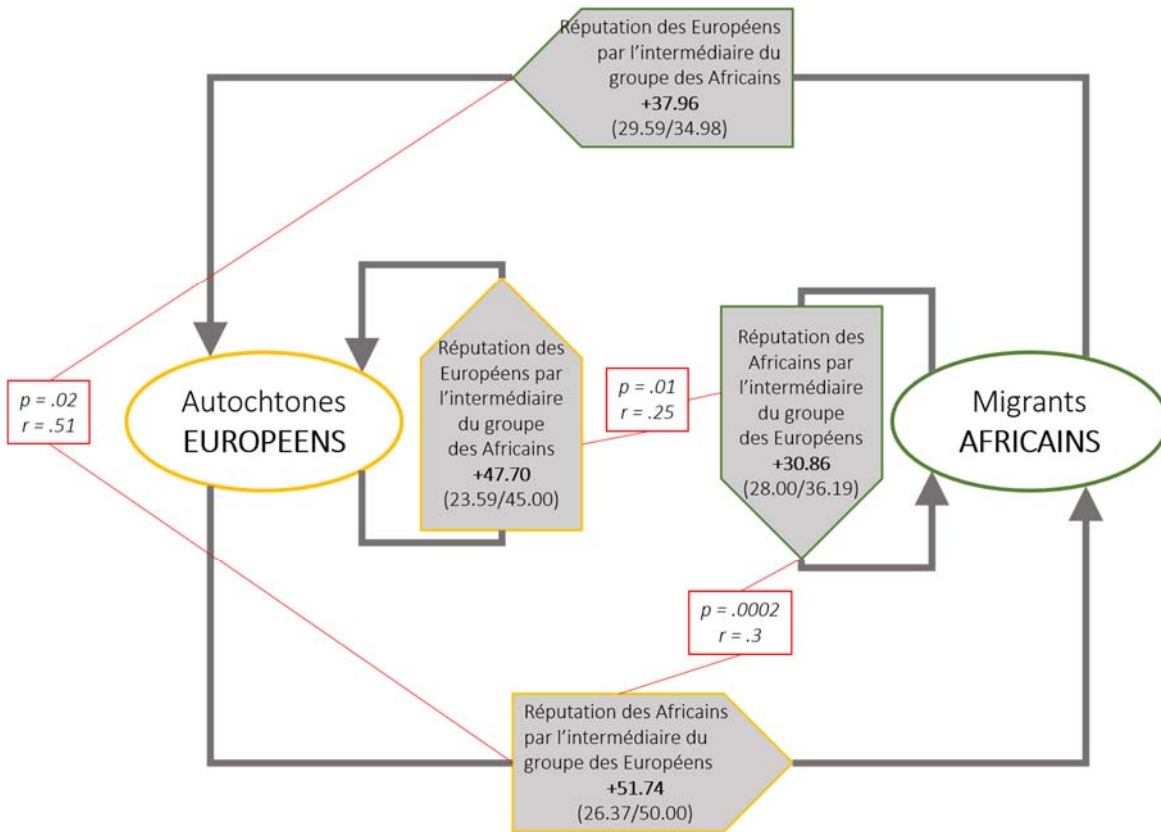 Réputation des Européens
par l’intermédiaire du
groupe des Africains
+37.96
(29.59/34.98)
p = .02
r = .51
Autochtones
EUROPEENS
Réputation des
Européens par
l’intermédiaire
du groupe
des Africains
+47.70
(23.59/45.00)
p = .01
r = .25
Réputation des
Africains par
l’intermédiaire
du groupe
des Européens
+30.86
(28.00/36.19)
Migrants
AFRICAINS
p = .0002
r = .3
Réputation des Africains
par l’intermédiaire du
groupe des Européens
+51.74
(26.37/50.00)